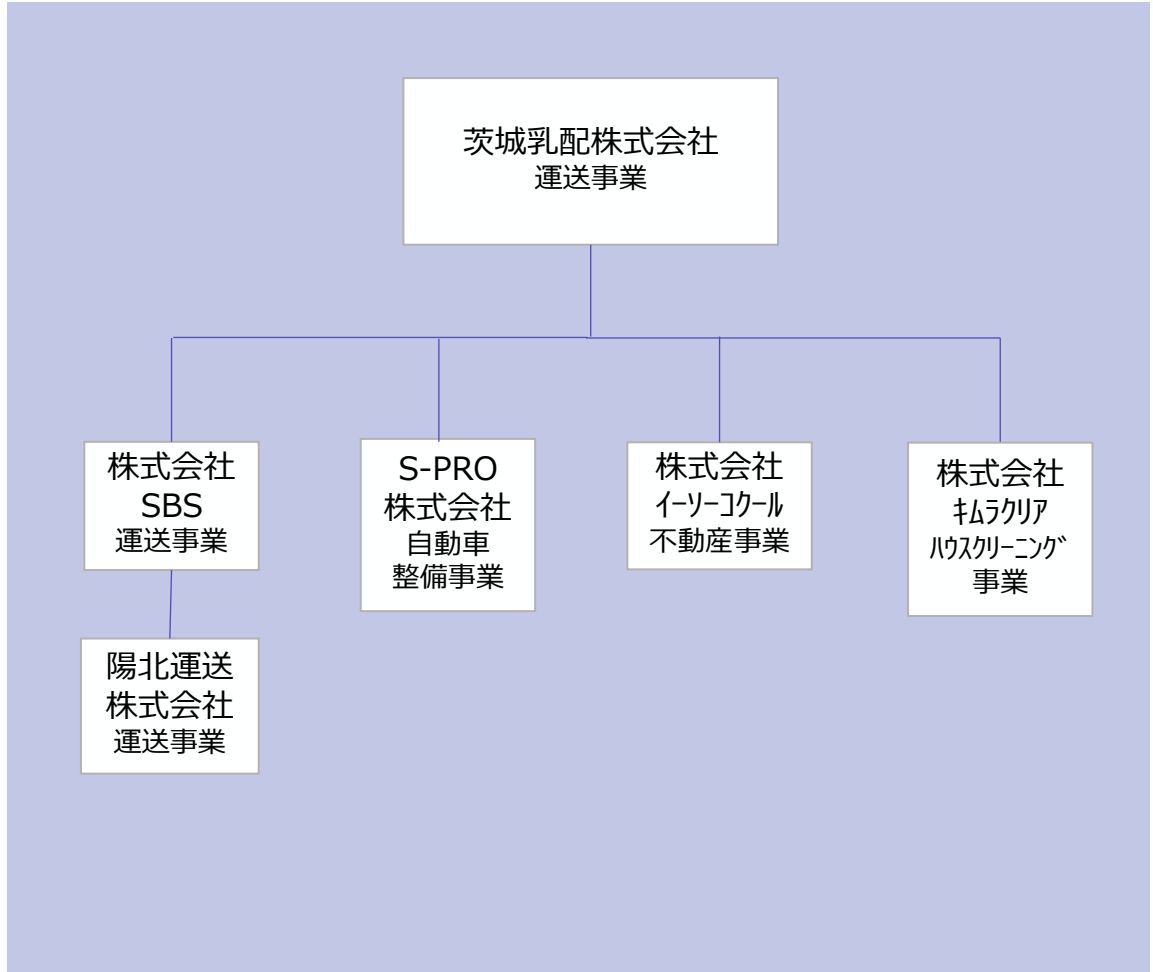 茨城乳配株式会社
運送事業
株式会社
SBS
運送事業
S-PRO
株式会社
自動車
整備事業
株式会社
ｲｰｿｰｺｸｰﾙ
不動産事業
株式会社
ｷﾑﾗｸﾘｱ
ﾊｳｽｸﾘｰﾆﾝｸﾞ
事業
陽北運送
株式会社
運送事業